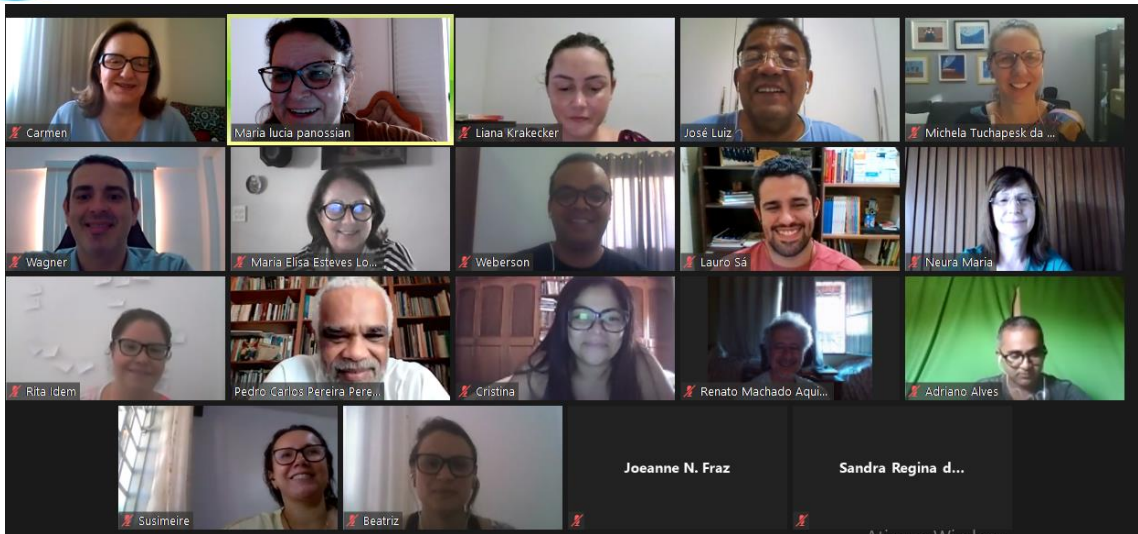 Carmen
Maria lucia panossian
Liana Krakecker
José Luiz
Michela Tuchapesk da ...
Wagner
Maria Elisa Esteves Lo...
Weberson
Lauro Sá
Neura Maria
Rita Idem
Pedro Carlos Pereira Pere...
Cristina
Renato Machado Aqui...
Adriano Alves
Susimeire
Beatriz
Joeanne N. Fraz
Sandra Regina d...